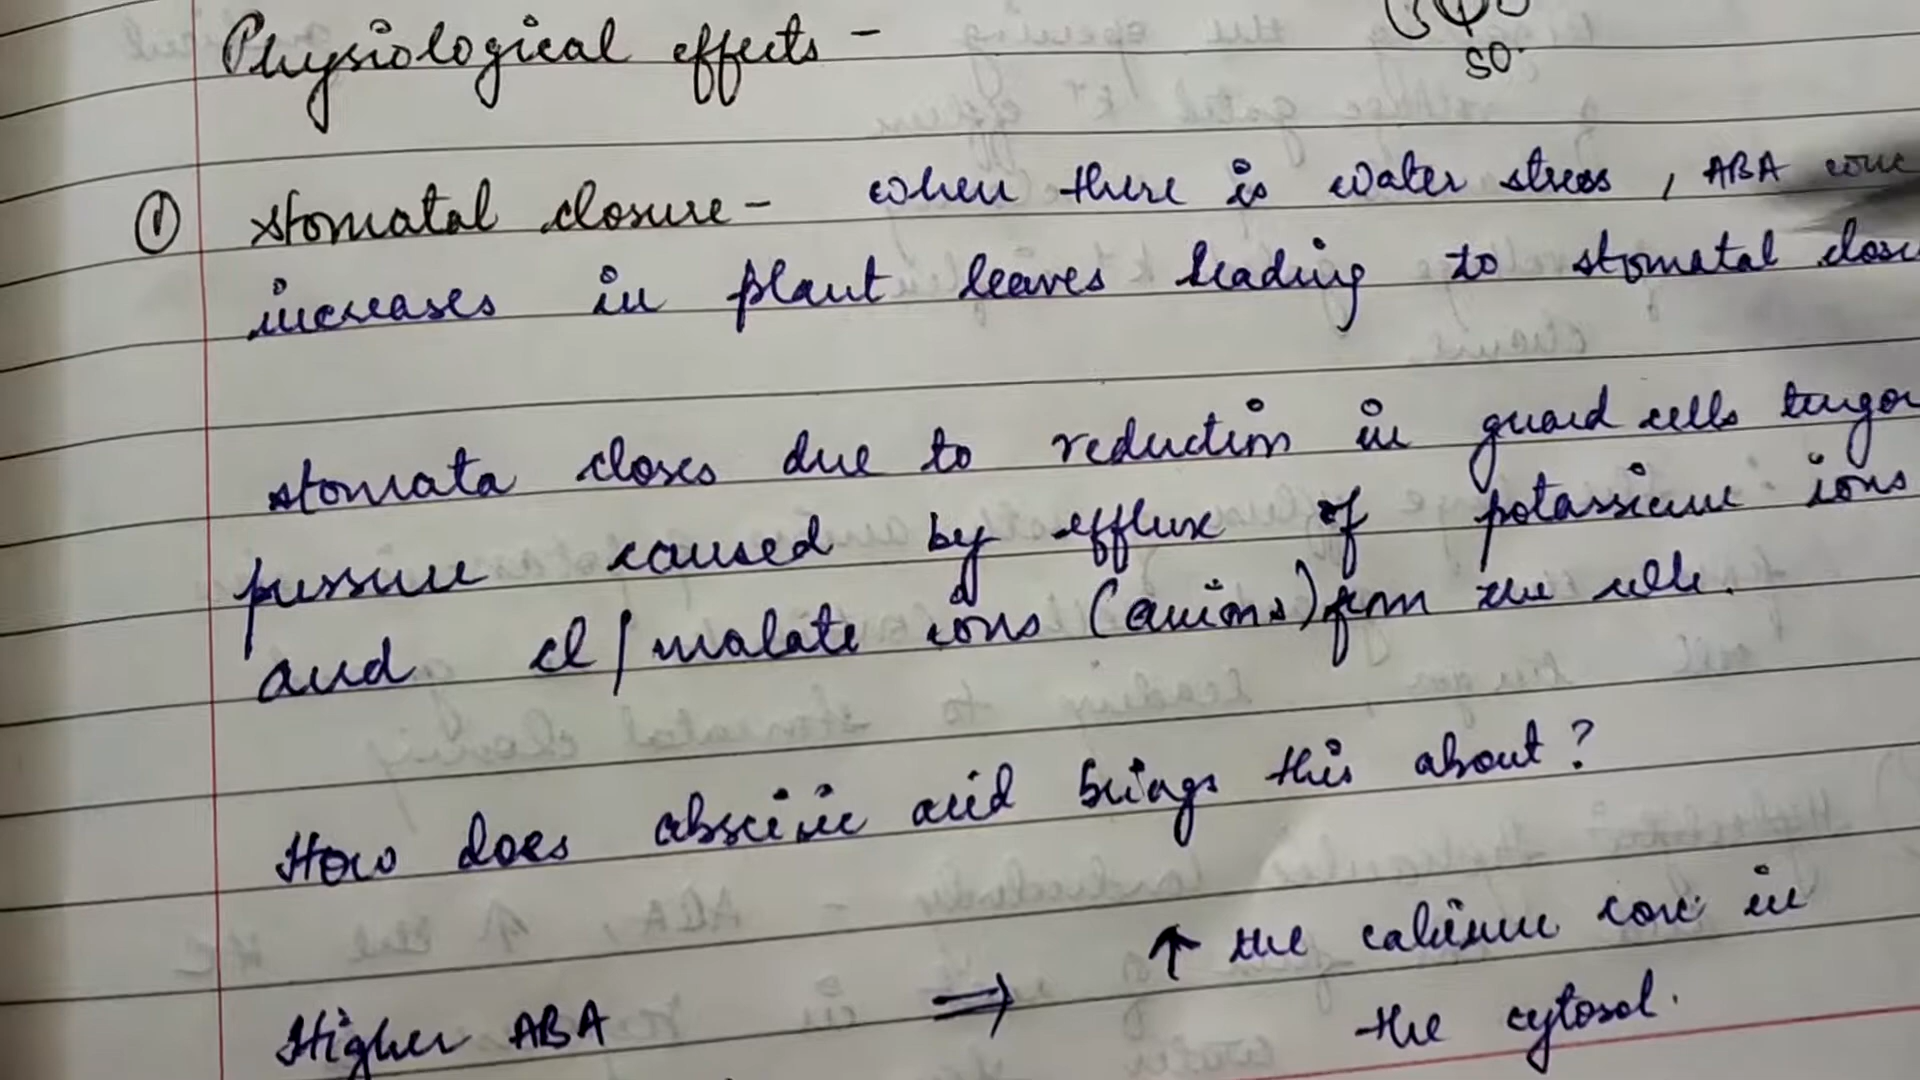 Physiological effects -
so.
① stomatal closure - when there is water stress, ABA conc
increases in plant leaves leading to stomatal
stomata closes due to reduction in guard cells turgor
pressure caused by efflux of potassium ions
and cl/malate ions (anions) from the cells.
How does abscisic acid brings this about?
↑ the calcium conc in
Higher ABA ⇒ the cytosol.